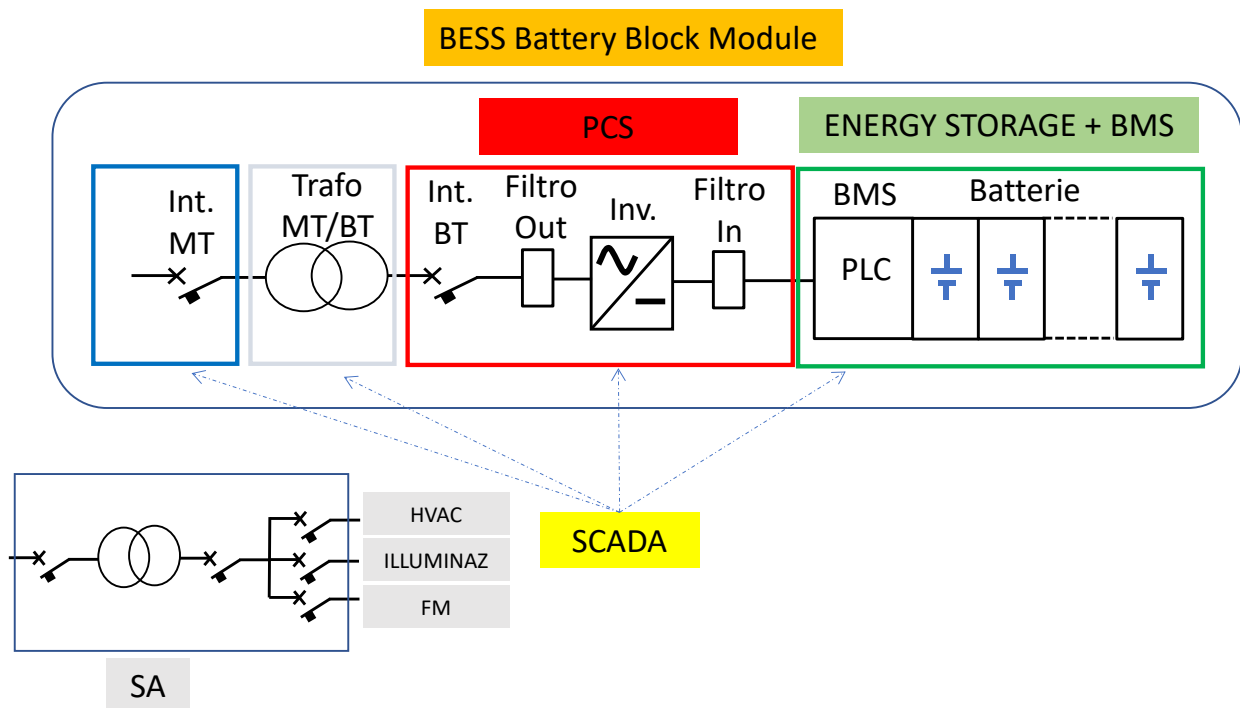 BESS Battery Block Module
PCS
ENERGY STORAGE + BMS
Int.
MT
Trafo
MT/BT
Int.
BT
Filtro
Out
Inv.
Filtro
In
BMS
Batterie
PLC
HVAC
ILLUMINAZ
FM
SCADA
SA